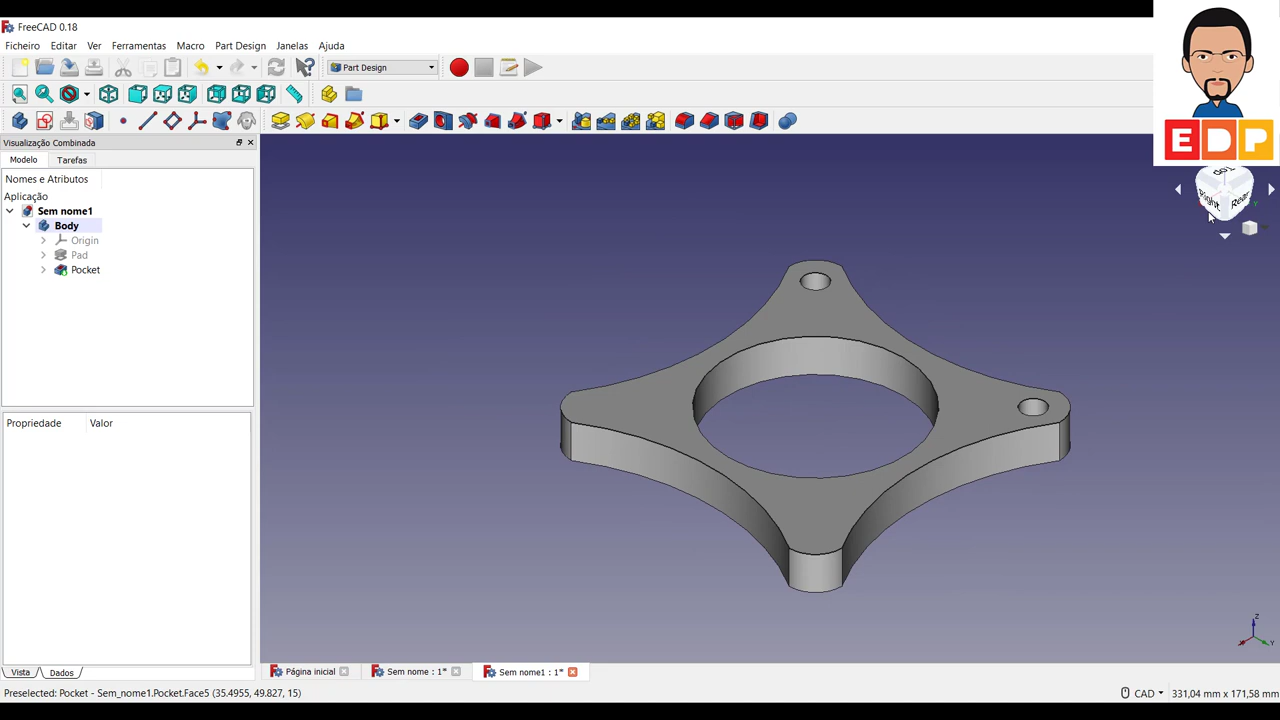 FreeCAD 0.18
Ficheiro Editar Ver Ferramentas Macro Part Design Janelas Ajuda
Part Design
EDP
Visualização Combinada
Modelo Tarefas
Nomes e Atributos
Aplicação
Sem nome1
Body
Origin
Pad
Pocket
Top
Right Rear
Y
Propriedade Valor
Z
X Y
Vista Dados
Página inicial Sem nome : 1* Sem nome1 : 1*
Preselected: Pocket - Sem_nome1.Pocket.Face5 (35.4955, 49.827, 15)
CAD 331,04 mm x 171,58 mm